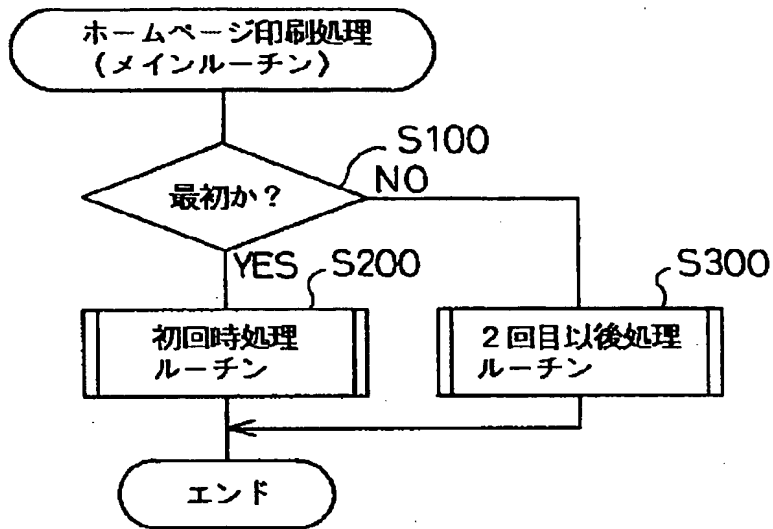 ホームページ印刷処理
(メインルーチン)
S100
最初か?
NO
YES
S200
S300
初回時処理
ルーチン
2回目以後処理
ルーチン
エンド